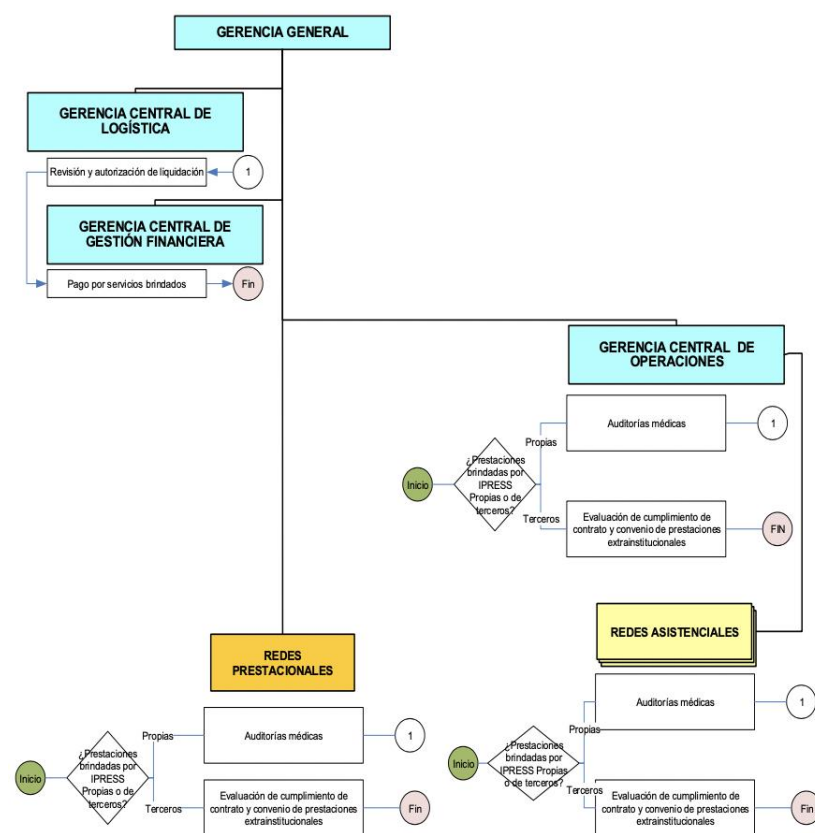 GERENCIA GENERAL
GERENCIA CENTRAL DE
LOGÍSTICA
Revisión y autorización de liquidación
1
GERENCIA CENTRAL DE
GESTIÓN FINANCIERA
Pago por servicios brindados
Fin
GERENCIA CENTRAL DE
OPERACIONES
Auditorías médicas
1
Propias
¿Prestaciones
brindadas por
IPRESS
Propias o de
terceros?
Inicio
Terceros
Evaluación de cumplimiento de
contrato y convenio de prestaciones
extrainstitucionales
FIN
REDES
PRESTACIONALES
Propias
Auditorías médicas
1
¿Prestaciones
brindadas por
IPRESS
Propias o de
terceros?
Inicio
Terceros
Evaluación de cumplimiento de
contrato y convenio de prestaciones
extrainstitucionales
Fin
REDES ASISTENCIALES
Auditorías médicas
1
Propias
¿Prestaciones
brindadas por
IPRESS Propias
o de terceros?
Inicio
Terceros
Evaluación de cumplimiento de
contrato y convenio de prestaciones
extrainstitucionales
Fin